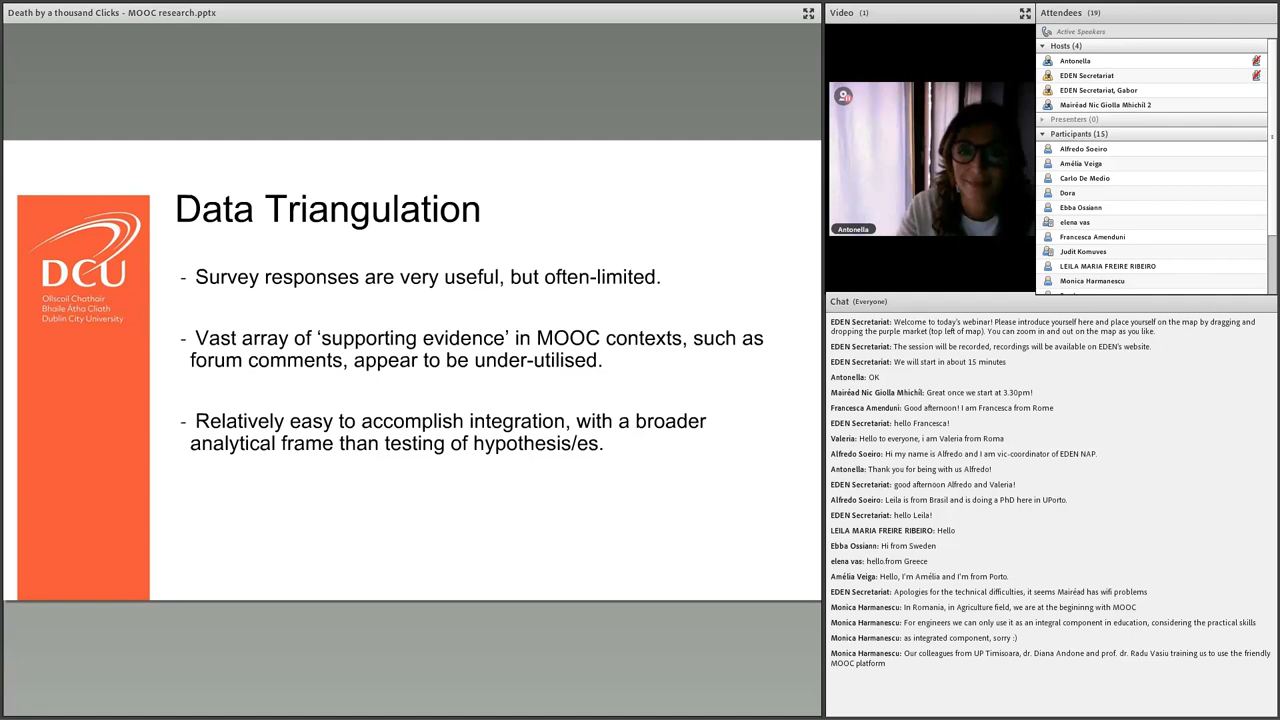 Death by a thousand Clicks - MOOC research.pptx
Data Triangulation
DCU
Ollscoil Chathair
Bhaile Átha Cliath
Dublin City University
- Survey responses are very useful, but often-limited.
- Vast array of ‘supporting evidence’ in MOOC contexts, such as
forum comments, appear to be under-utilised.
- Relatively easy to accomplish integration, with a broader
analytical frame than testing of hypothesis/es.
Video (1)
Antonella
Attendees (19)
Active Speakers
Hosts (4)
Antonella
EDEN Secretariat
EDEN Secretariat, Gabor
Mairéad Nic Giolla Mhichíl 2
Presenters (0)
Participants (15)
Alfredo Soeiro
Amélia Veiga
Carlo De Medio
Dora
Ebba Ossiann
elena vas
Francesca Amenduni
Judit Komuves
LEILA MARIA FREIRE RIBEIRO
Monica Harmanescu
Chat (Everyone)
EDEN Secretariat: Welcome to today's webinar! Please introduce yourself here and place yourself on the map by dragging and
dropping the purple market (top left of map). You can zoom in and out on the map as you like.
EDEN Secretariat: The session will be recorded, recordings will be available on EDEN's website.
EDEN Secretariat: We will start in about 15 minutes
Antonella: OK
Mairéad Nic Giolla Mhichíl: Great once we start at 3.30pm!
Francesca Amenduni: Good afternoon! I am Francesca from Rome
EDEN Secretariat: hello Francesca!
Valeria: Hello to everyone, i am Valeria from Roma
Alfredo Soeiro: Hi my name is Alfredo and I am vic-coordinator of EDEN NAP.
Antonella: Thank you for being with us Alfredo!
EDEN Secretariat: good afternoon Alfredo and Valeria!
Alfredo Soeiro: Leila is from Brasil and is doing a PhD here in UPorto.
EDEN Secretariat: hello Leila!
LEILA MARIA FREIRE RIBEIRO: Hello
Ebba Ossiann: Hi from Sweden
elena vas: hello.from Greece
Amélia Veiga: Hello, I'm Amélia and I'm from Porto.
EDEN Secretariat: Apologies for the technical difficulties, it seems Mairéad has wifi problems
Monica Harmanescu: In Romania, in Agriculture field, we are at the begininng with MOOC
Monica Harmanescu: For engineers we can only use it as an integral component in education, considering the practical skills
Monica Harmanescu: as integrated component, sorry :)
Monica Harmanescu: Our colleagues from UP Timisoara, dr. Diana Andone and prof. dr. Radu Vasiu training us to use the friendly
MOOC platform